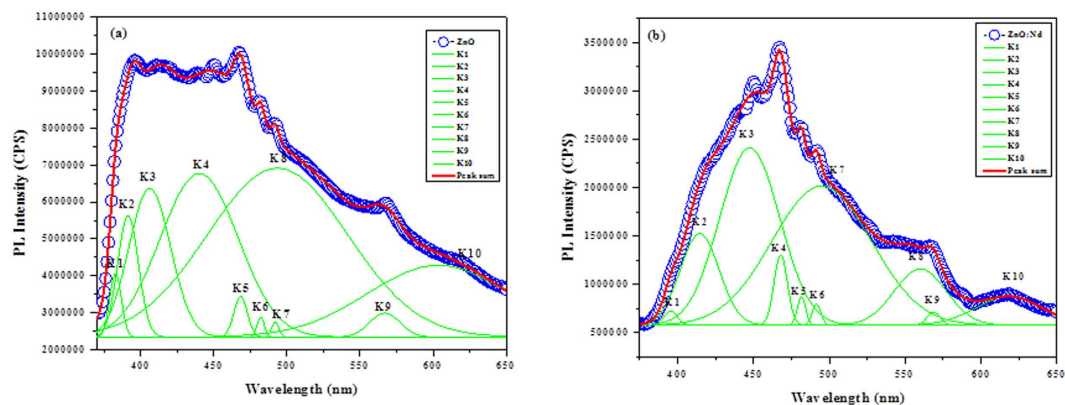 (a)
ZnO
K1
K2
K3
K4
K5
K6
K7
K8
K9
K10
Peak sum
11000000
10000000
9000000
8000000
7000000
6000000
5000000
4000000
3000000
2000000
PL Intensity (CPS)
K1
K2
K3
K4
K5
K6
K7
K8
K9
K10
400
450
500
550
600
650
Wavelength (nm)
(b)
ZnO:Nd
K1
K2
K3
K4
K5
K6
K7
K8
K9
K10
Peak sum
3500000
3000000
2500000
2000000
1500000
1000000
500000
PL Intensity (CPS)
K1
K2
K3
K4
K5
K6
K7
K8
K9
K10
400
450
500
550
600
650
Wavelength (nm)